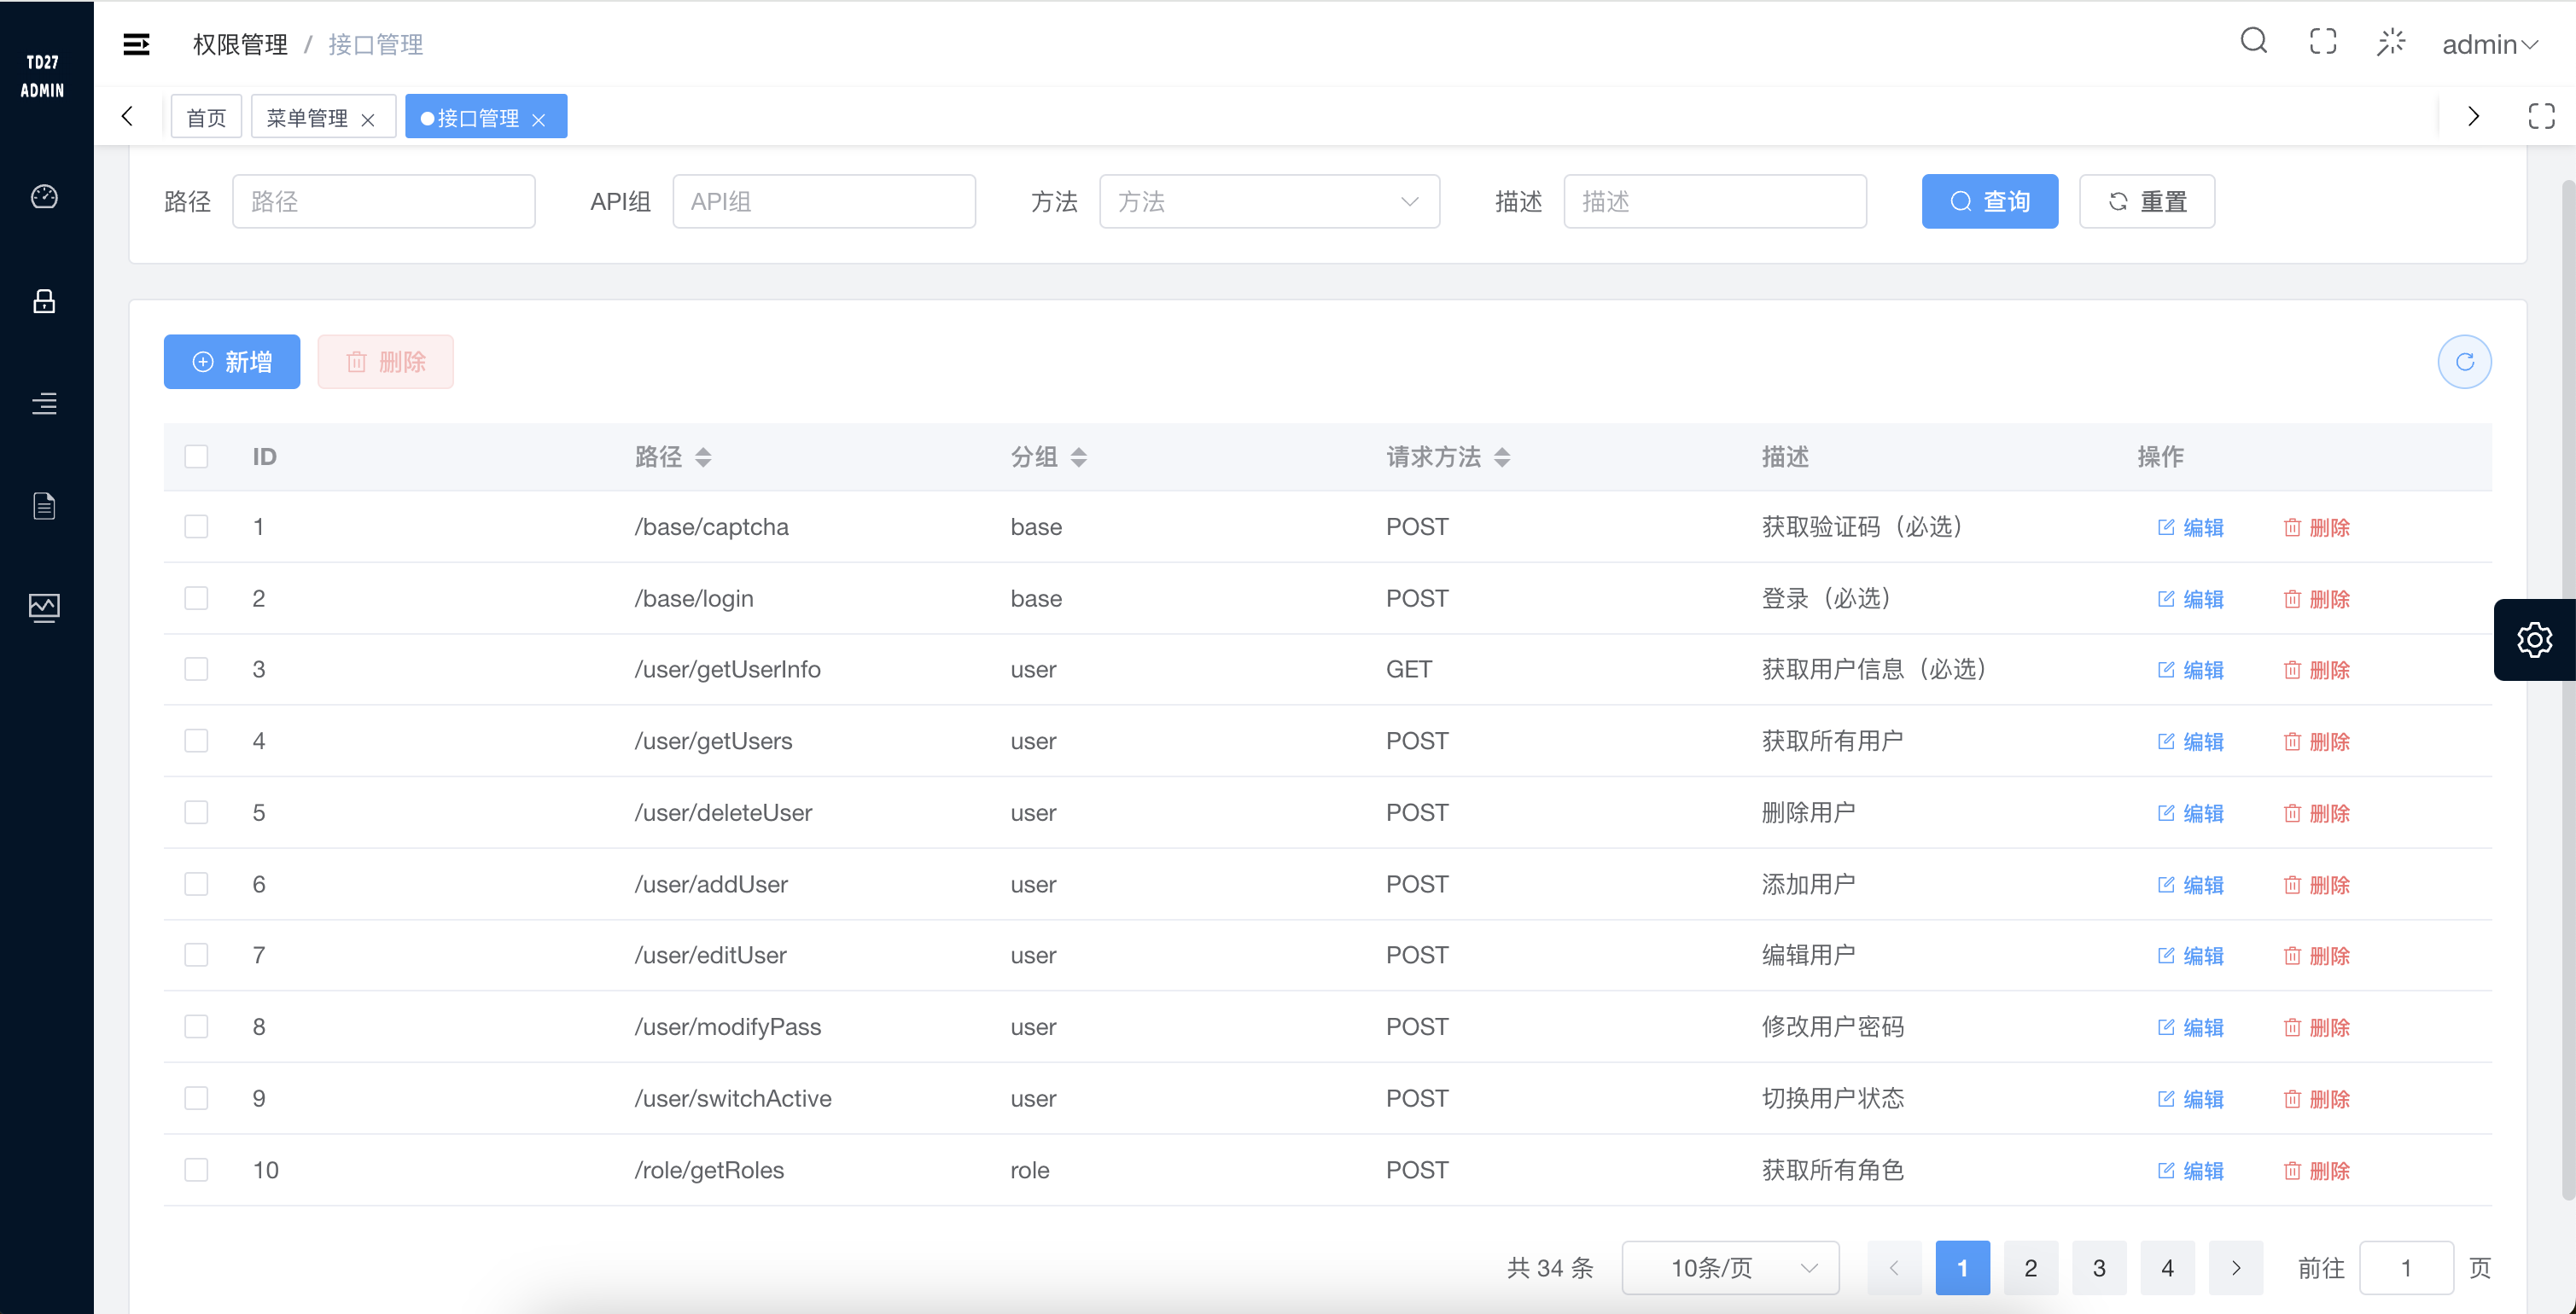 TD27
ADMIN
权限管理 / 接口管理
admin
首页 菜单管理 接口管理
路径 路径 API组 API组 方法 方法 描述 描述 查询 重置
新增 删除
ID 路径 分组 请求方法 描述 操作
1 /base/captcha base POST 获取验证码（必选） 编辑 删除
2 /base/login base POST 登录（必选） 编辑 删除
3 /user/getUserInfo user GET 获取用户信息（必选） 编辑 删除
4 /user/getUsers user POST 获取所有用户 编辑 删除
5 /user/deleteUser user POST 删除用户 编辑 删除
6 /user/addUser user POST 添加用户 编辑 删除
7 /user/editUser user POST 编辑用户 编辑 删除
8 /user/modifyPass user POST 修改用户密码 编辑 删除
9 /user/switchActive user POST 切换用户状态 编辑 删除
10 /role/getRoles role POST 获取所有角色 编辑 删除
共 34 条 10条/页 1 2 3 4 前往 1 页